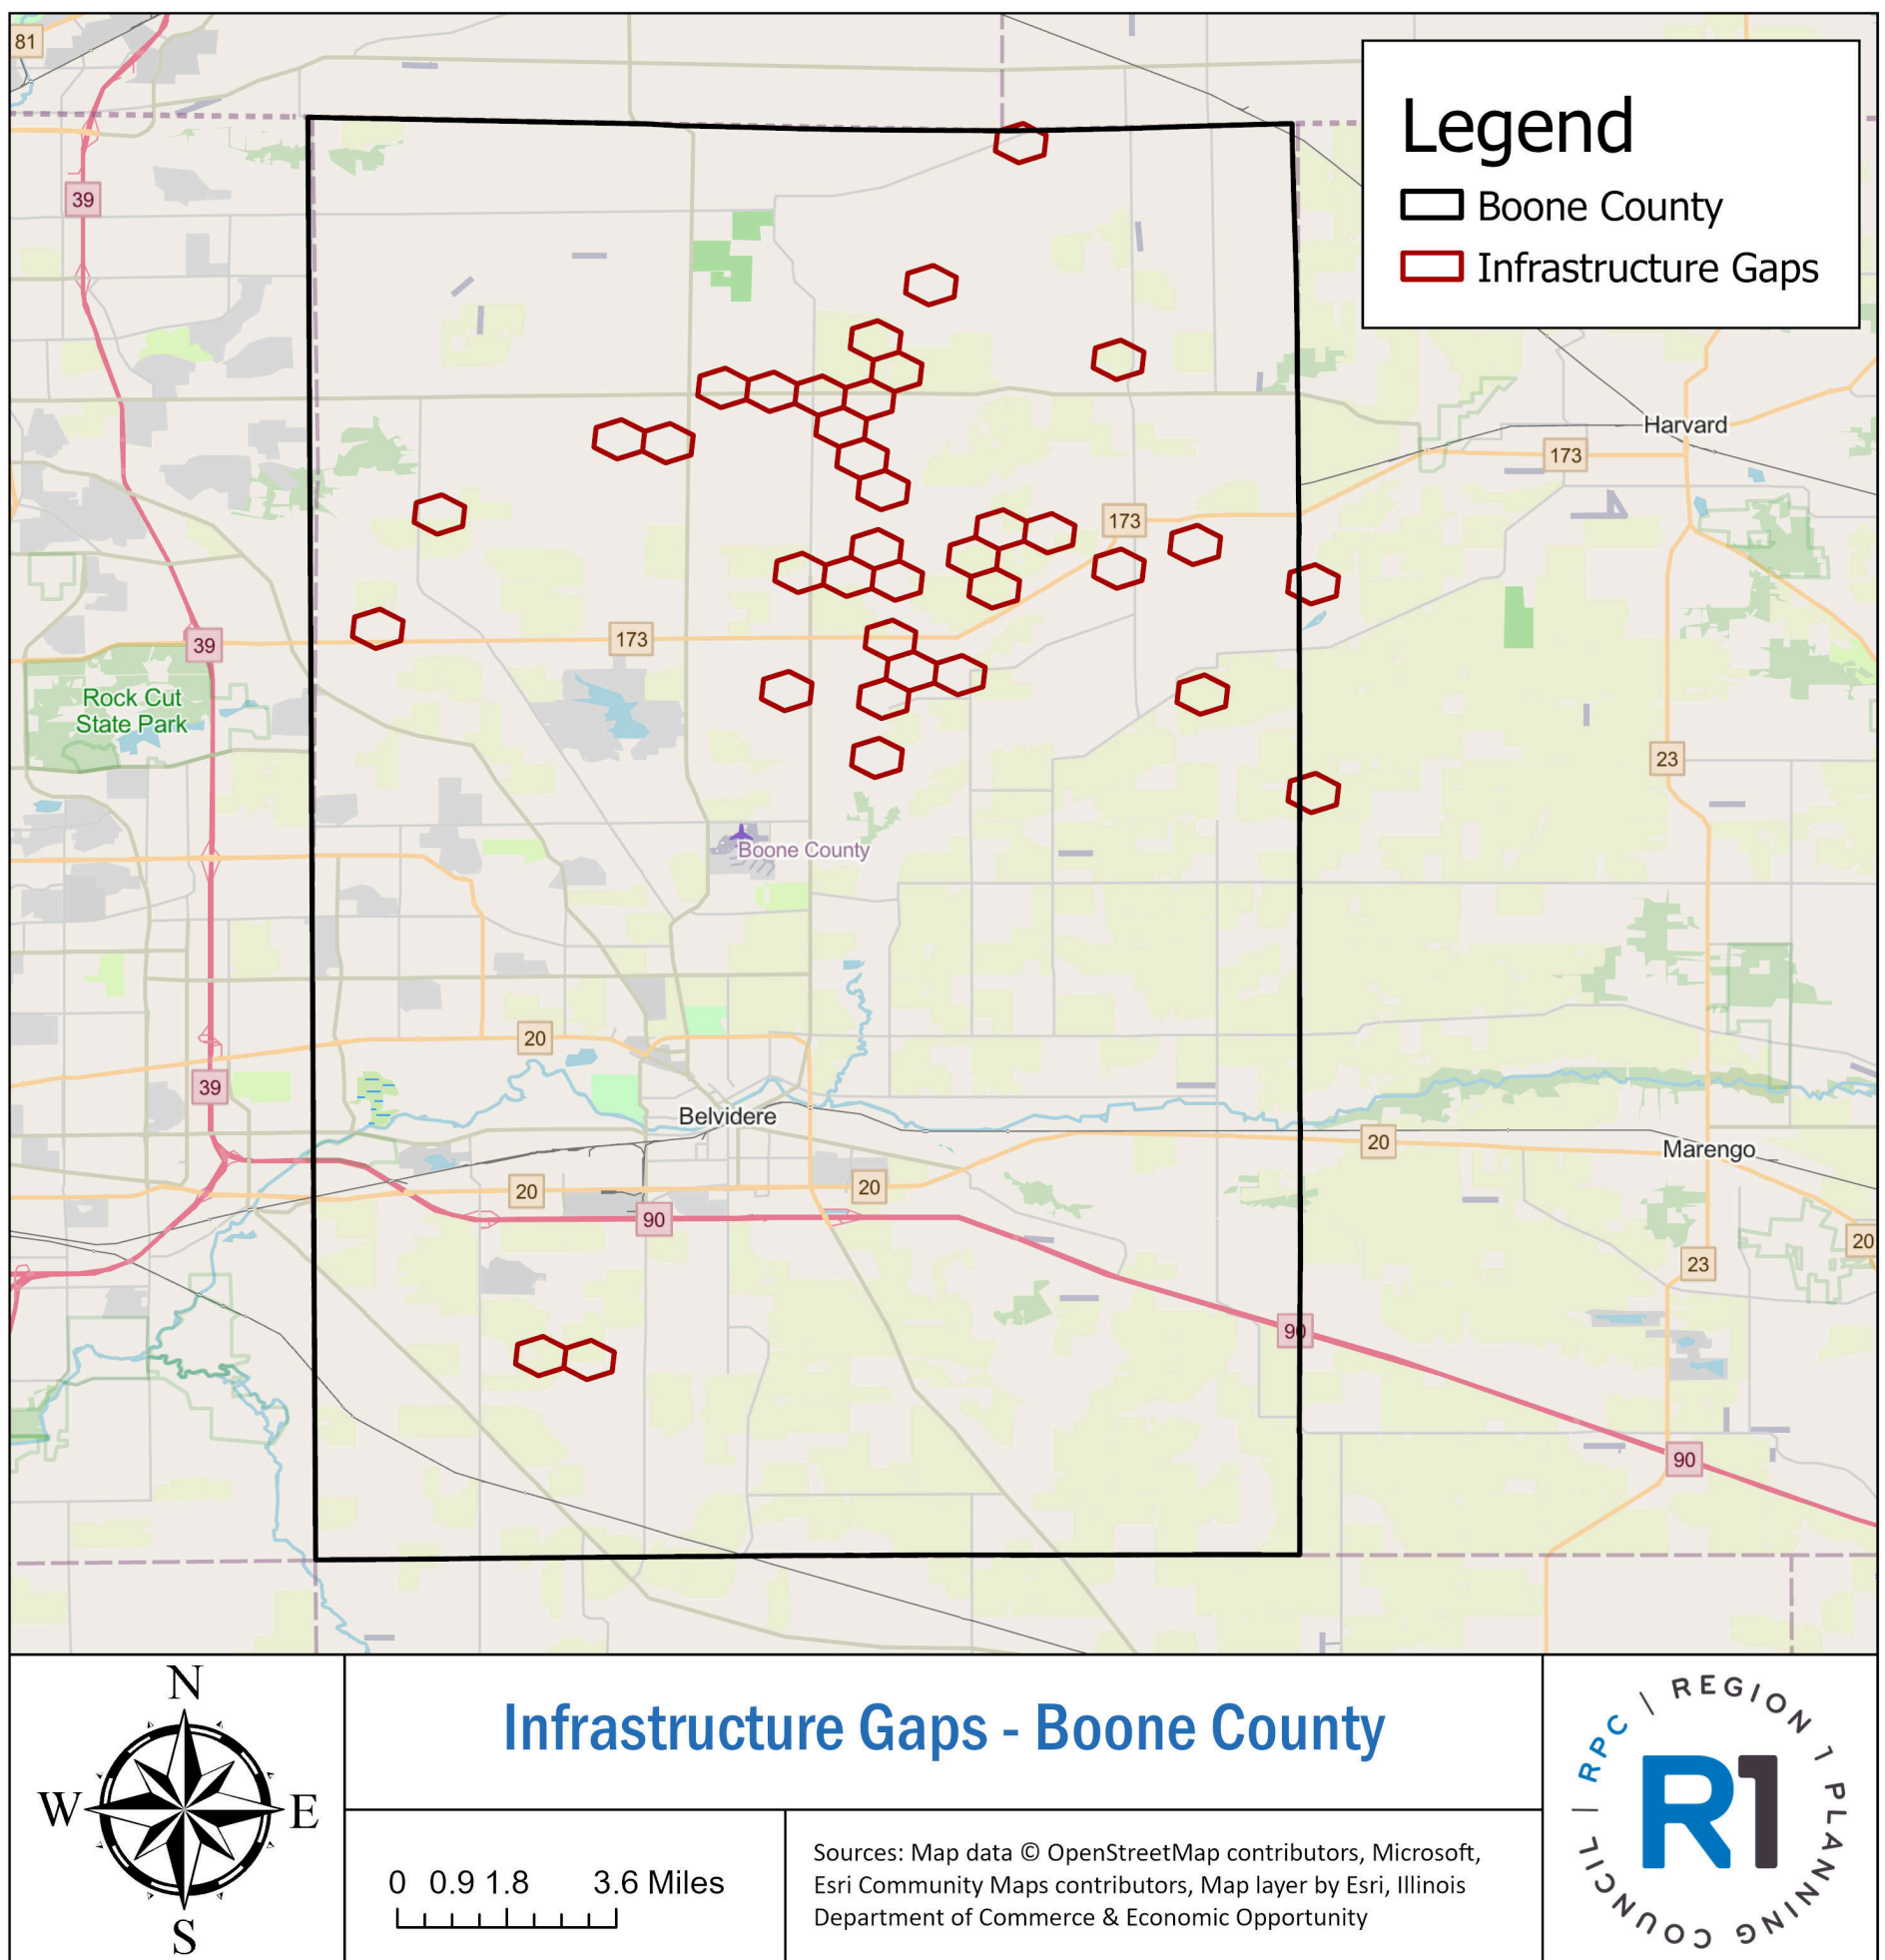 81
Legend
Boone County
Infrastructure Gaps
39
Harvard
173
173
39
173
Rock Cut
State Park
23
Boone County
20
39
Belvidere
20
Marengo
20
20
90
20
23
90
90
Infrastructure Gaps - Boone County
N
W
E
S
0 0.9 1.8 3.6 Miles
Sources: Map data © OpenStreetMap contributors, Microsoft,
Esri Community Maps contributors, Map layer by Esri, Illinois
Department of Commerce & Economic Opportunity
RPC | REGION 1 PLANNING COUNCIL |
R1